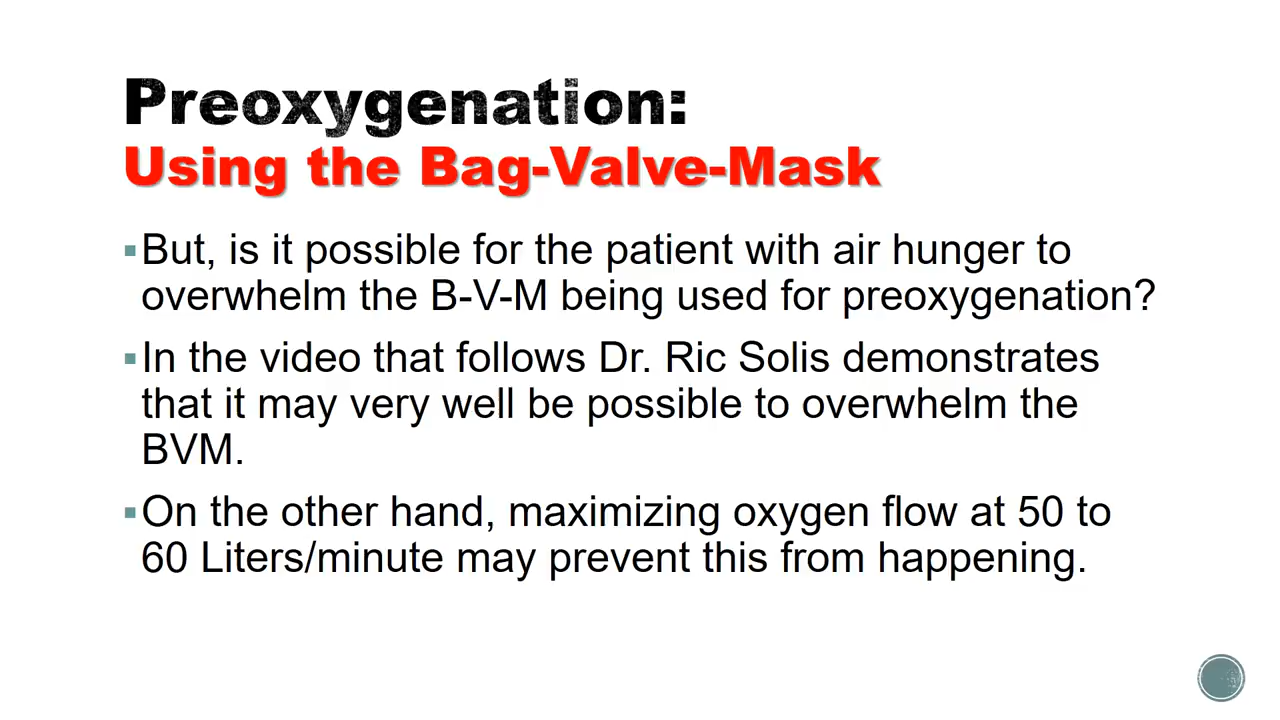 Preoxygenation:
Using the Bag-Valve-Mask
▪But, is it possible for the patient with air hunger to
overwhelm the B-V-M being used for preoxygenation?
▪In the video that follows Dr. Ric Solis demonstrates
that it may very well be possible to overwhelm the
BVM.
▪On the other hand, maximizing oxygen flow at 50 to
60 Liters/minute may prevent this from happening.